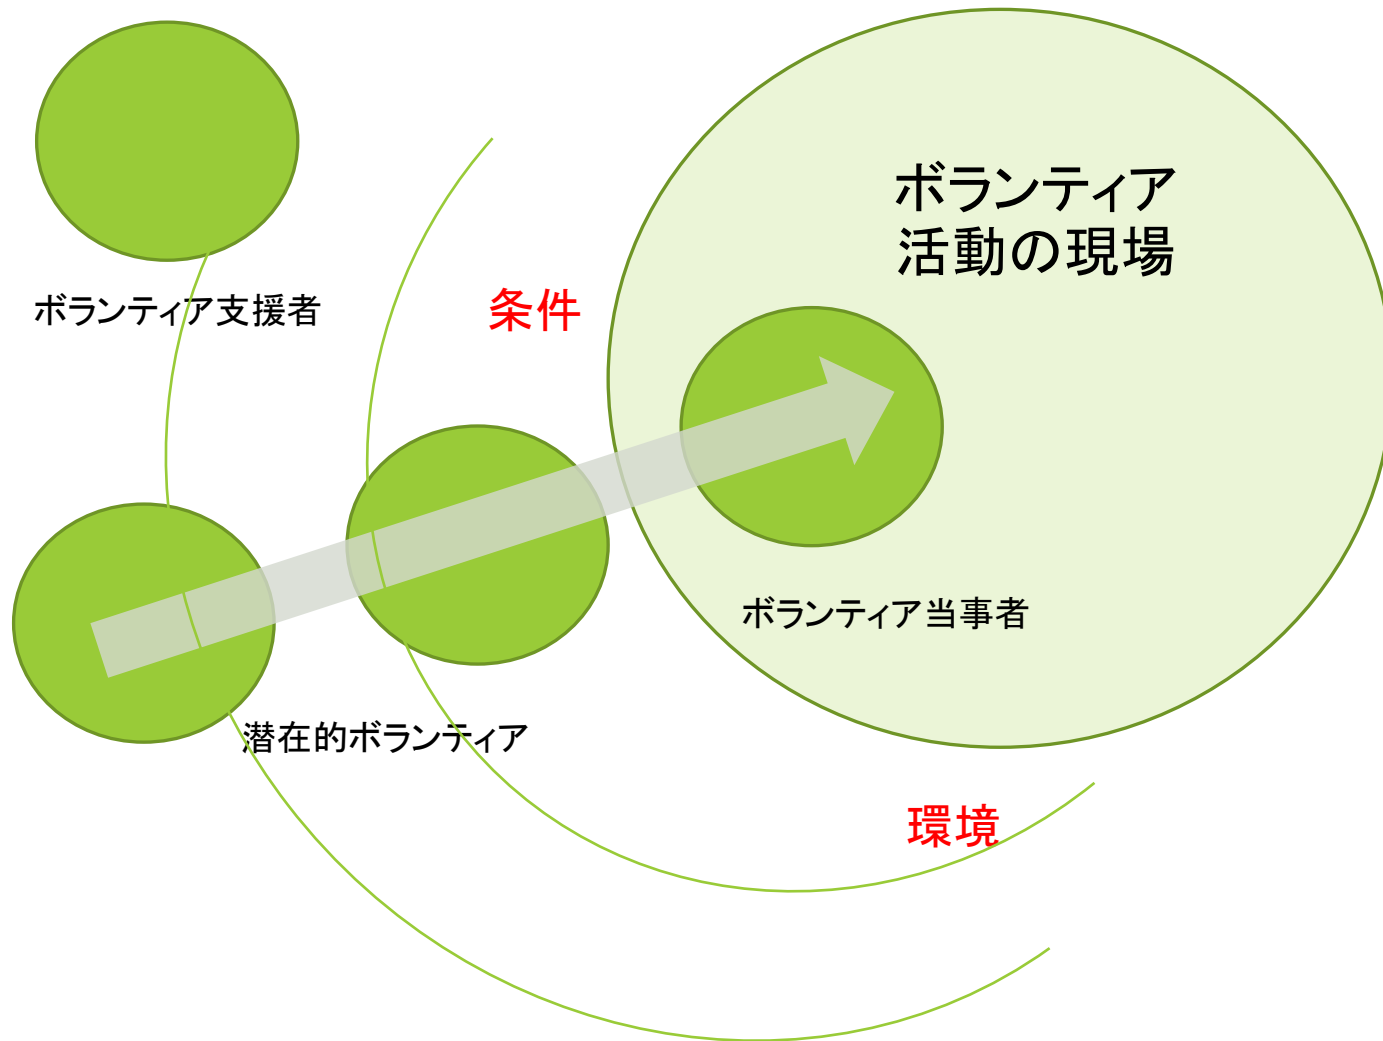 ボランティア
活動の現場
ボランティア支援者
条件
ボランティア当事者
潜在的ボランティア
環境